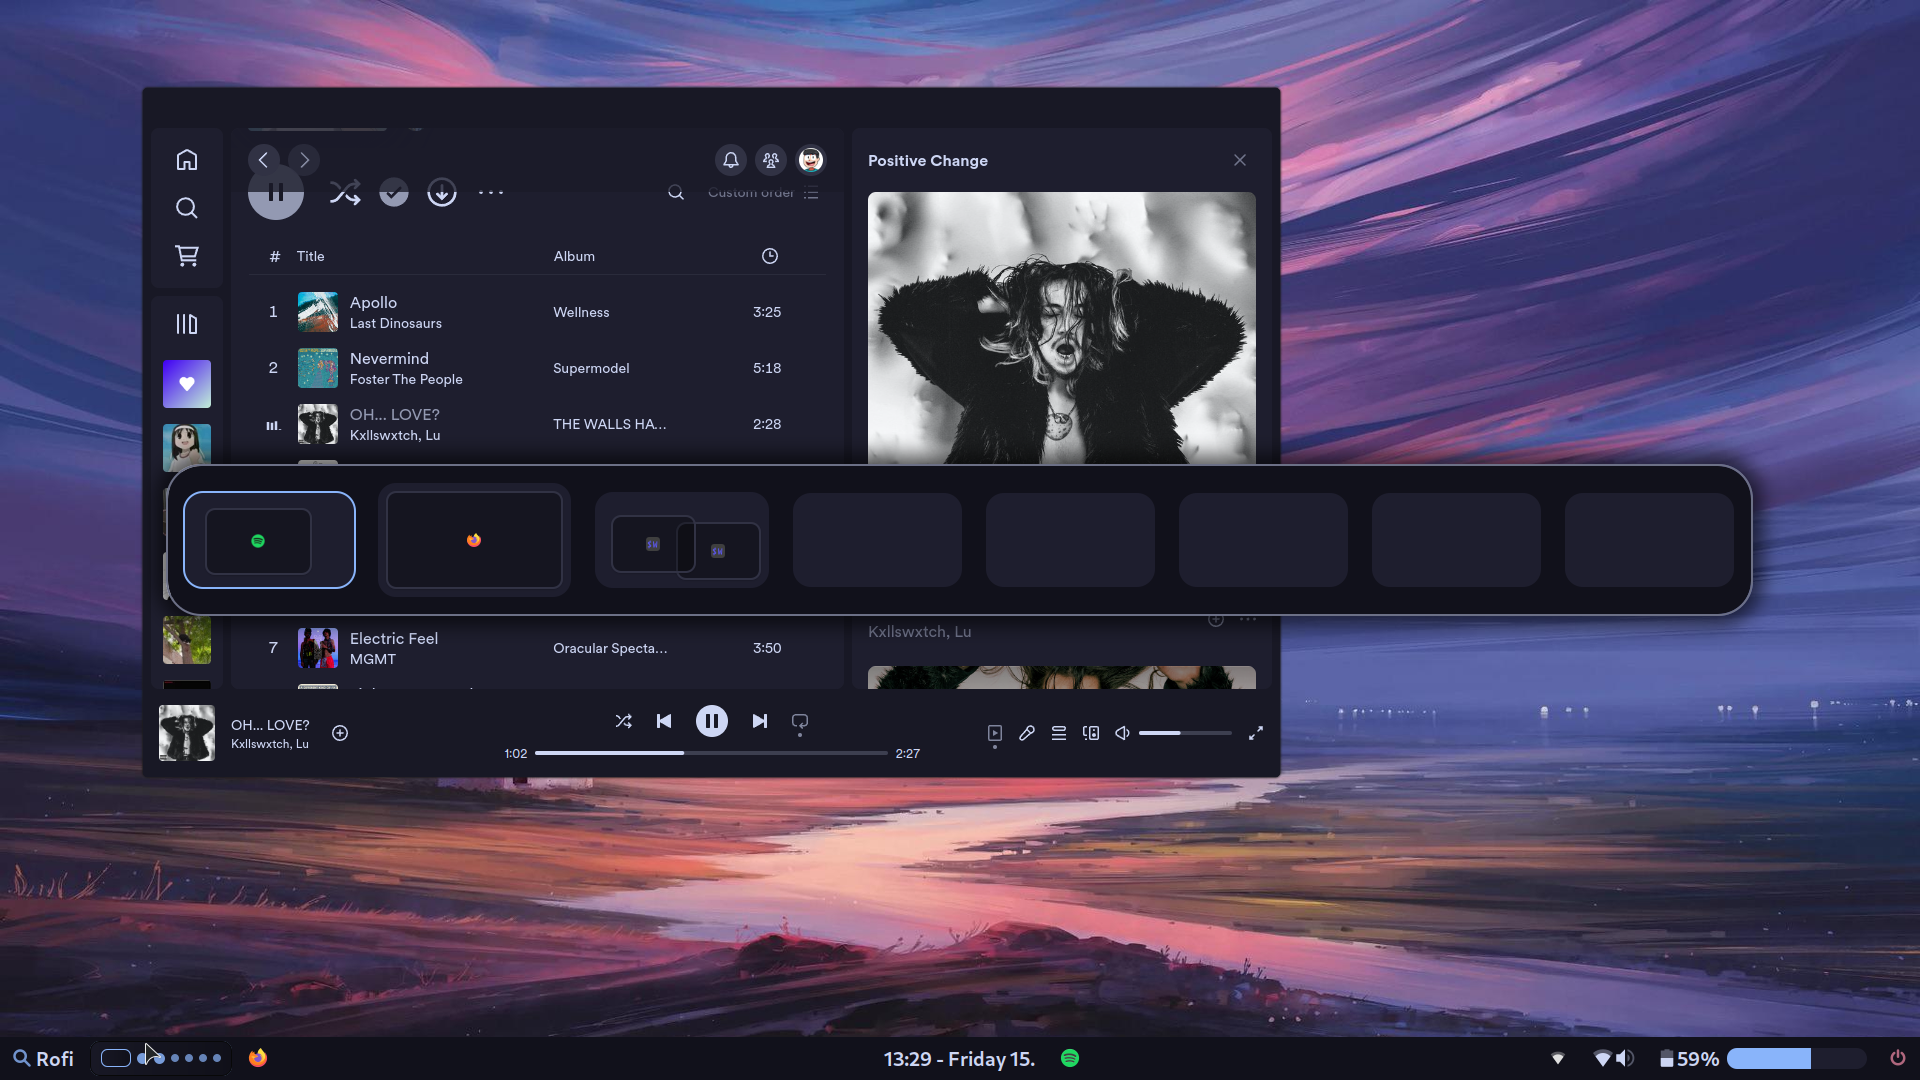 Positive Change
Custom order
# Title Album
1 Apollo Wellness 3:25
Last Dinosaurs
2 Nevermind Supermodel 5:18
Foster The People
OH... LOVE? THE WALLS HA... 2:28
Kxllswxtch, Lu
Kxllswxtch, Lu
7 Electric Feel Oracular Specta... 3:50
MGMT
OH... LOVE?
Kxllswxtch, Lu
1:02 2:27
Rofi 13:29 - Friday 15. 59%